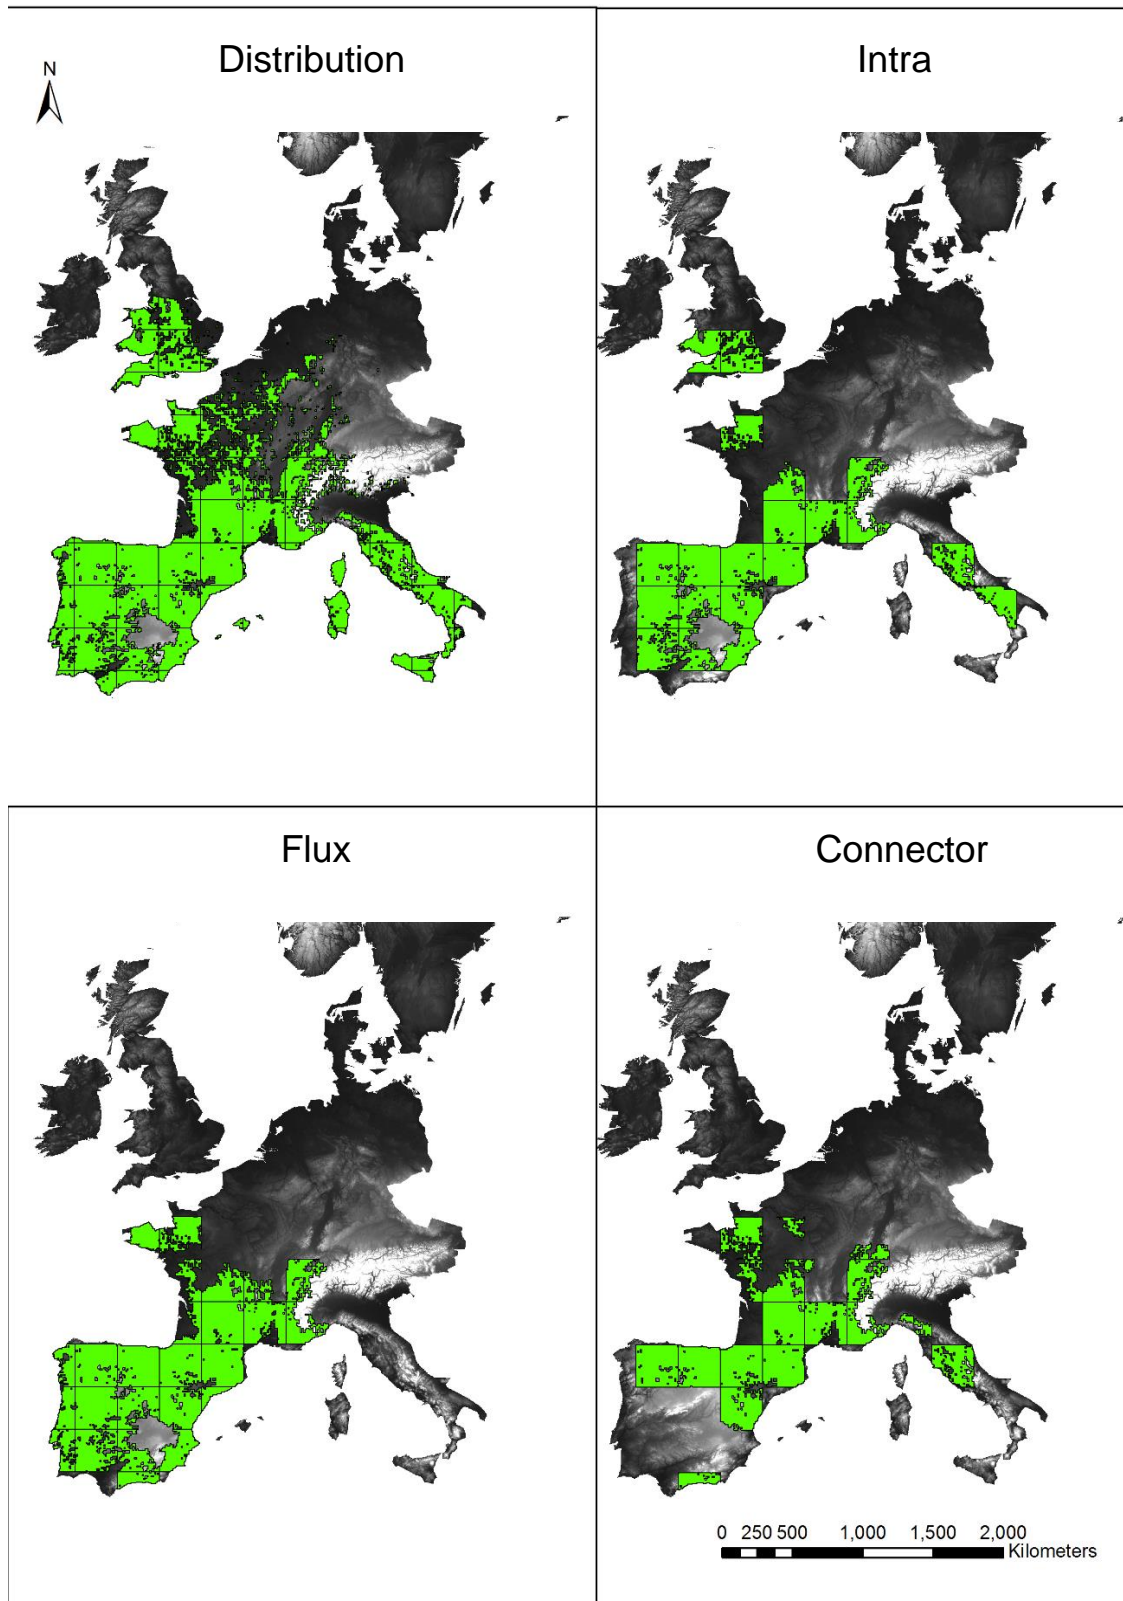 Distribution
Intra
N
Flux
Connector
0 250 500 1,000 1,500 2,000
Kilometers